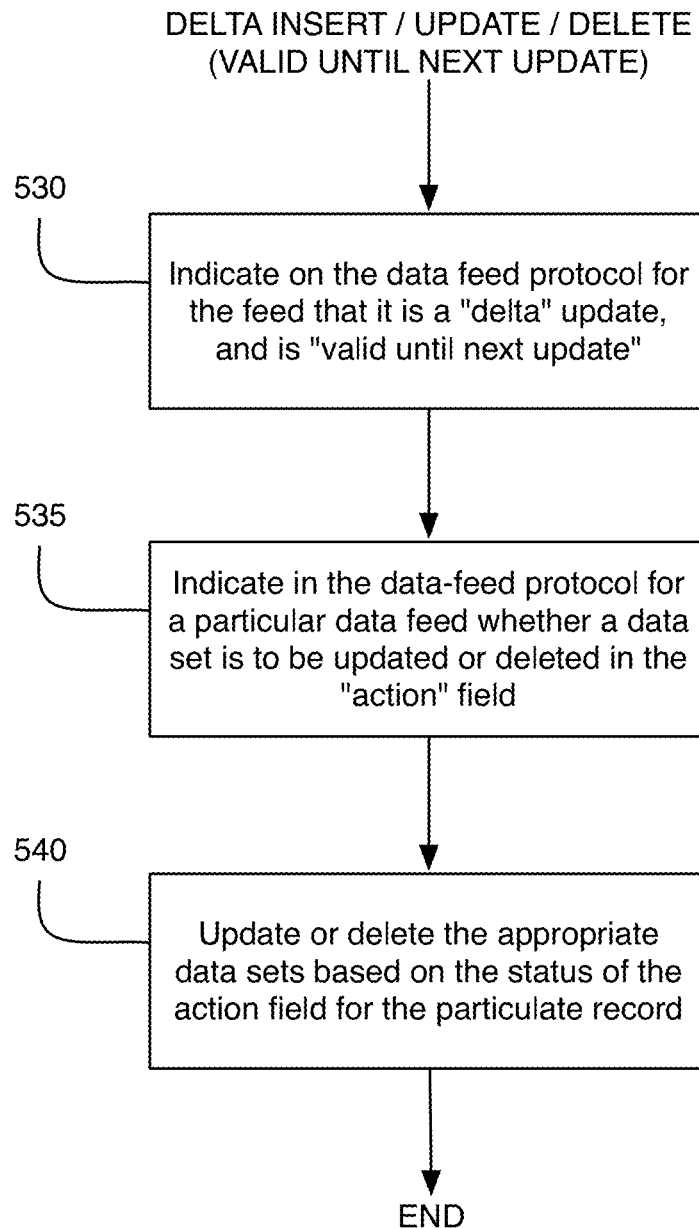 DELTA INSERT / UPDATE / DELETE
(VALID UNTIL NEXT UPDATE)
530
Indicate on the data feed protocol for
the feed that it is a "delta" update,
and is "valid until next update"
535
Indicate in the data-feed protocol for
a particular data feed whether a data
set is to be updated or deleted in the
"action" field
540
Update or delete the appropriate
data sets based on the status of the
action field for the particulate record
END